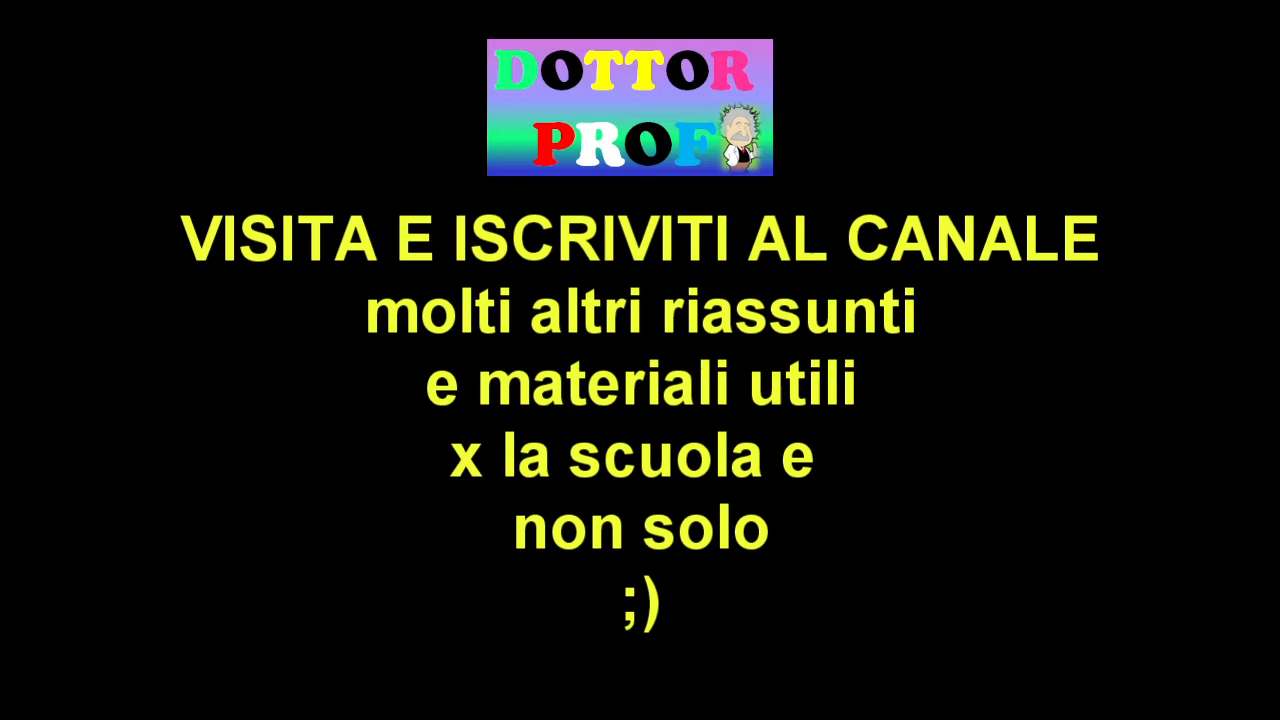 DOTTOR
PROF
VISITA E ISCRIVITI AL CANALE
molti altri riassunti
e materiali utili
x la scuola e
non solo
;)